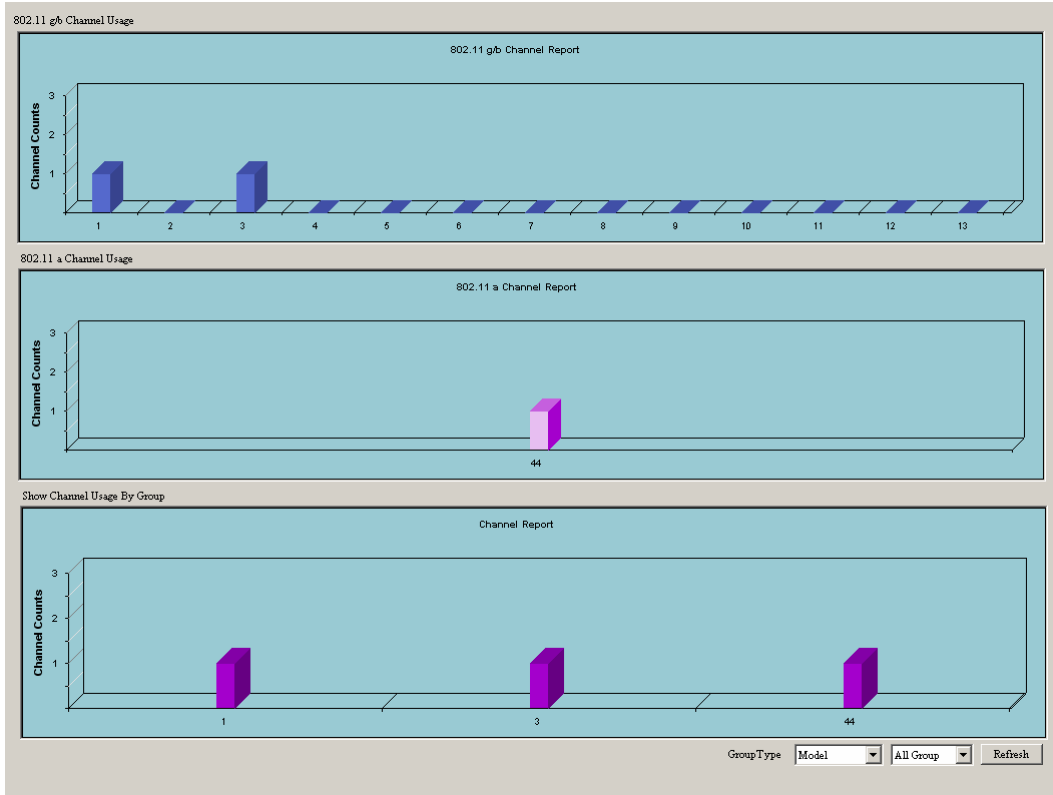 802.11 g/b Channel Usage
802.11 g/b Channel Report
Channel Counts
3
2
1
1 2 3 4 5 6 7 8 9 10 11 12 13
802.11 a Channel Usage
802.11 a Channel Report
Channel Counts
3
2
1
44
Show Channel Usage By Group
Channel Report
Channel Counts
3
2
1
1 3 44
GroupType Model All Group Refresh